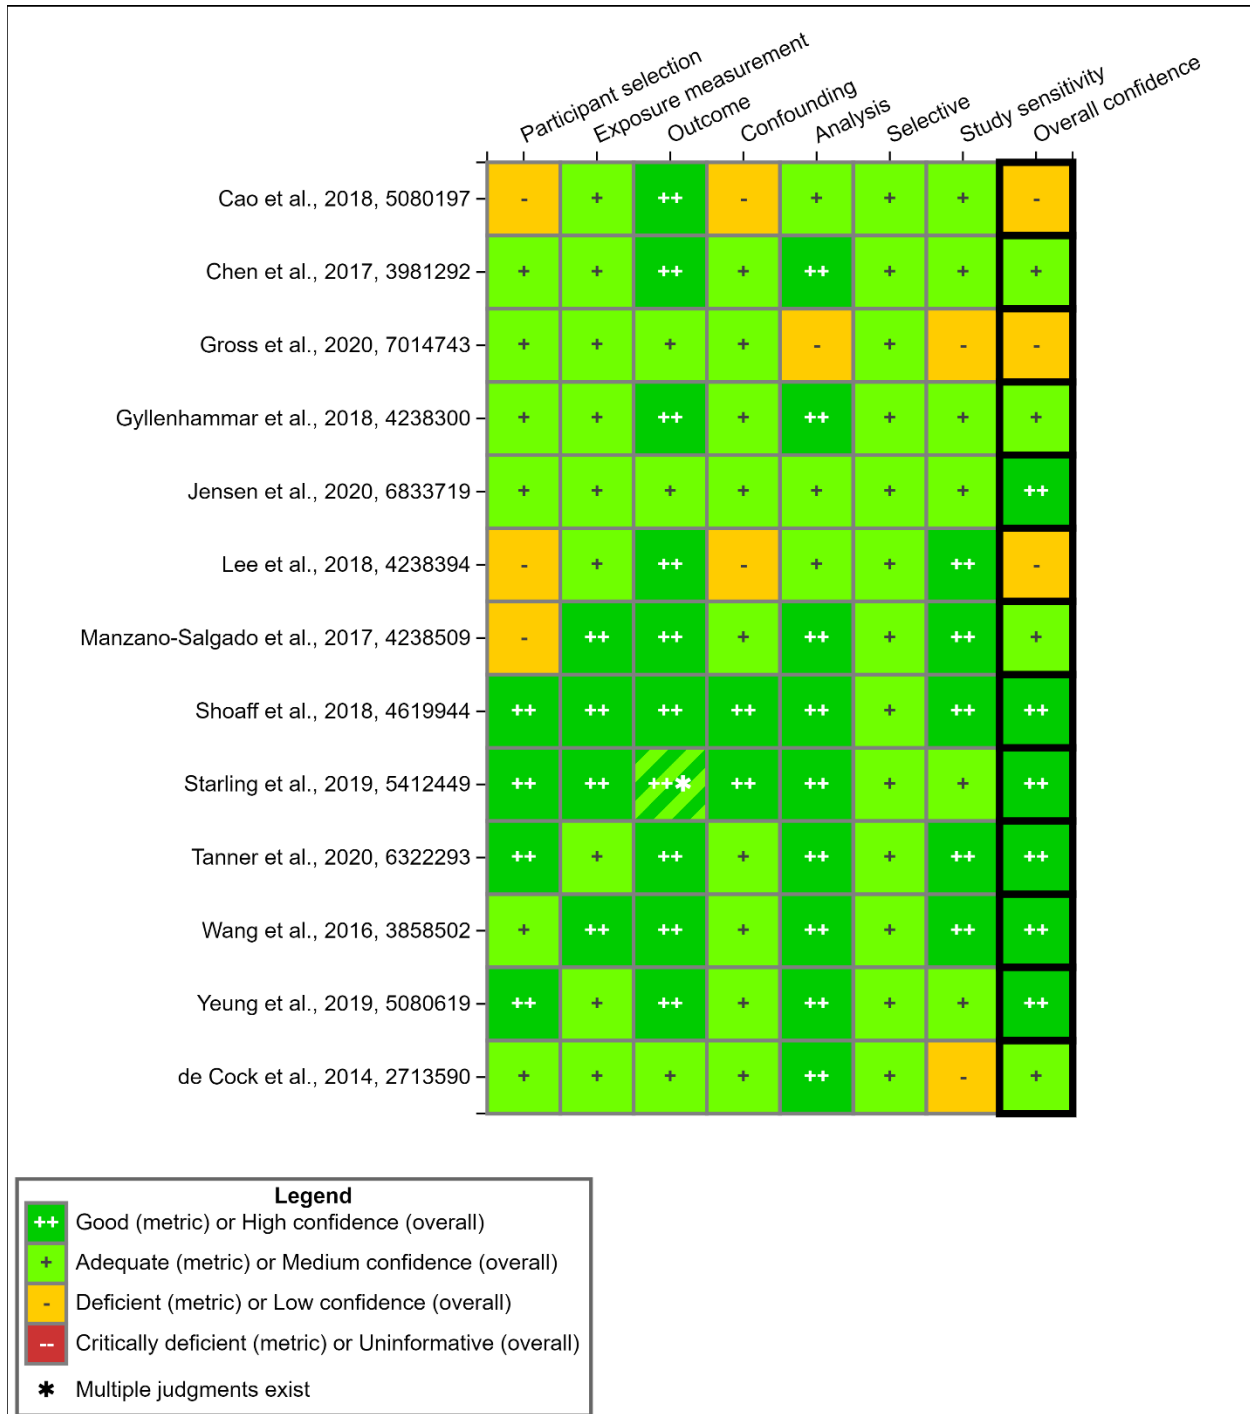 Participant selection
Exposure measurement
Outcome
Confounding
Analysis
Selective
Study sensitivity
Overall confidence
Cao et al., 2018, 5080197 - + ++ - + + + -
Chen et al., 2017, 3981292 + + ++ + ++ + + +
Gross et al., 2020, 7014743 + + + + - + - -
Gyllenhammar et al., 2018, 4238300 + + ++ + ++ + + +
Jensen et al., 2020, 6833719 + + + + + + + ++
Lee et al., 2018, 4238394 - + ++ - + + ++ -
Manzano-Salgado et al., 2017, 4238509 - ++ ++ + ++ + ++ +
Shoaff et al., 2018, 4619944 ++ ++ ++ ++ ++ + ++ ++
Starling et al., 2019, 5412449 ++ ++ ++✱ ++ ++ + + ++
Tanner et al., 2020, 6322293 ++ + ++ + ++ + ++ ++
Wang et al., 2016, 3858502 + ++ ++ + ++ + ++ ++
Yeung et al., 2019, 5080619 ++ + ++ + ++ + + ++
de Cock et al., 2014, 2713590 + + + + ++ + - +
Legend
++ Good (metric) or High confidence (overall)
+ Adequate (metric) or Medium confidence (overall)
- Deficient (metric) or Low confidence (overall)
-- Critically deficient (metric) or Uninformative (overall)
✱ Multiple judgments exist